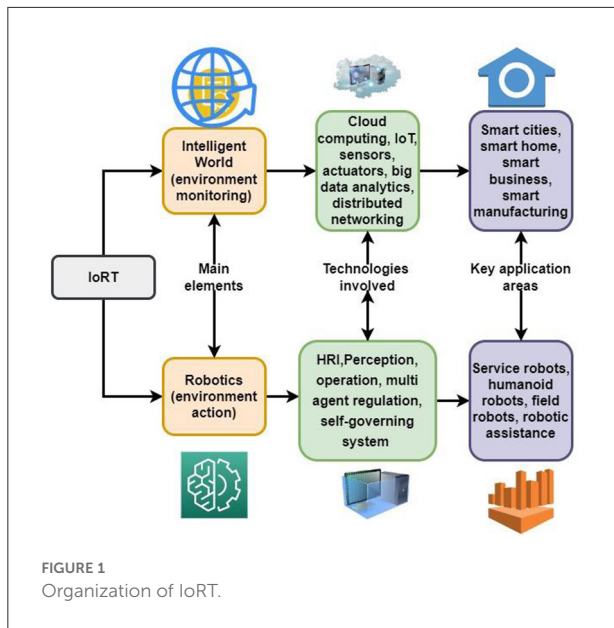 Intelligent
World
(environment
monitoring)
Cloud
computing, IoT,
sensors,
actuators, big
data analytics,
distributed
networking
Smart cities,
smart home,
smart
business,
smart
manufacturing
IoRT
Main
elements
Technologies
involved
Key application
areas
Robotics
(environment
action)
HRI,Perception,
operation, multi
agent regulation,
self-governing
system
Service robots,
humanoid
robots, field
robots, robotic
assistance
FIGURE 1
Organization of IoRT.